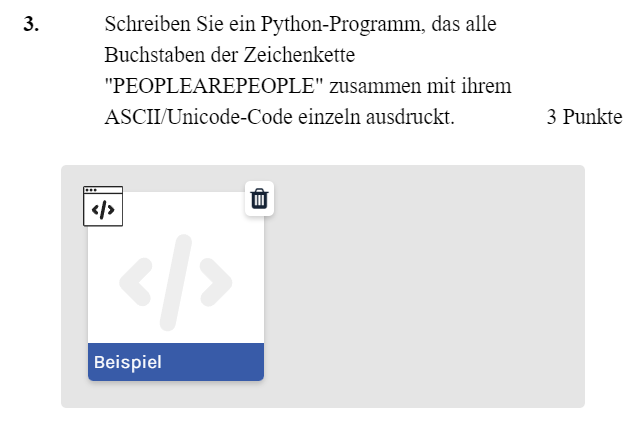 3. Schreiben Sie ein Python-Programm, das alle
Buchstaben der Zeichenkette
"PEOPLEAREPEOPLE" zusammen mit ihrem
ASCII/Unicode-Code einzeln ausdruckt. 3 Punkte
</>
</>
Beispiel